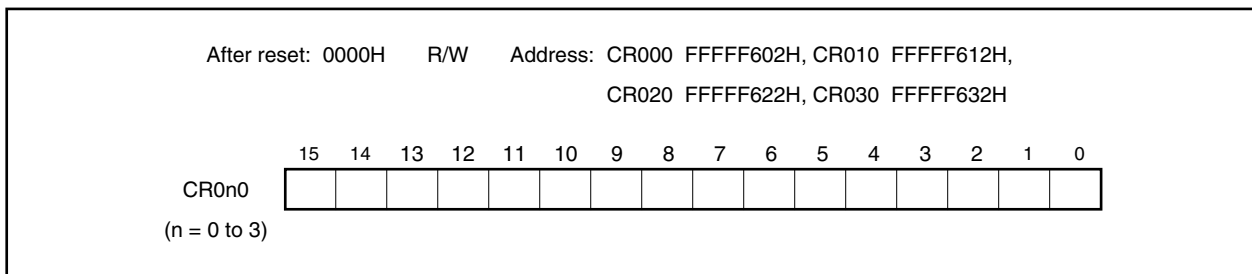 After reset: 0000H R/W Address: CR000 FFFFF602H, CR010 FFFFF612H,
CR020 FFFFF622H, CR030 FFFFF632H
15 14 13 12 11 10 9 8 7 6 5 4 3 2 1 0
CR0n0
(n = 0 to 3)